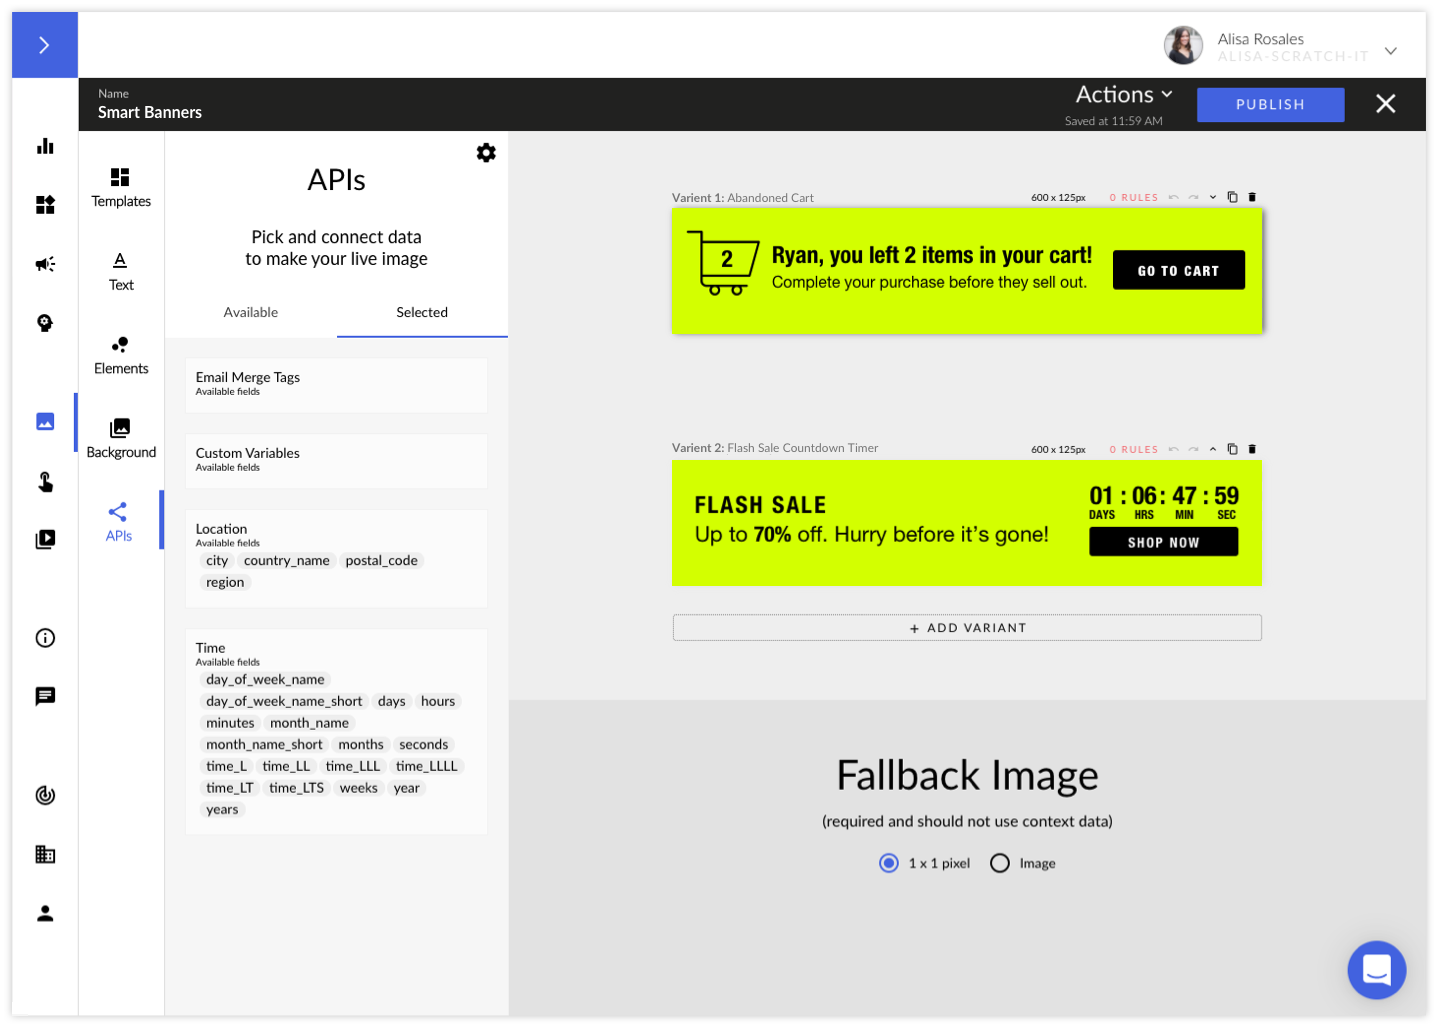 Alisa Rosales
ALISA-SCRATCH-IT
Name
Smart Banners
Actions
Saved at 11:59 AM
PUBLISH
Templates
Text
Elements
Background
APIs
APIs
Pick and connect data
to make your live image
Available
Selected
Email Merge Tags
Available fields
Custom Variables
Available fields
Location
Available fields
city country_name postal_code
region
Time
Available fields
day_of_week_name
day_of_week_name_short days hours
minutes month_name
month_name_short months seconds
time_L time_LL time_LLL time_LLLL
time_LT time_LTS weeks year
years
Varient 1: Abandoned Cart
600 x 125px
0 RULES
2
Ryan, you left 2 items in your cart!
Complete your purchase before they sell out.
GO TO CART
Varient 2: Flash Sale Countdown Timer
600 x 125px
0 RULES
FLASH SALE
Up to 70% off. Hurry before it's gone!
01 : 06 : 47 : 59
DAYS HRS MIN SEC
SHOP NOW
+ ADD VARIANT
Fallback Image
(required and should not use context data)
1 x 1 pixel
Image